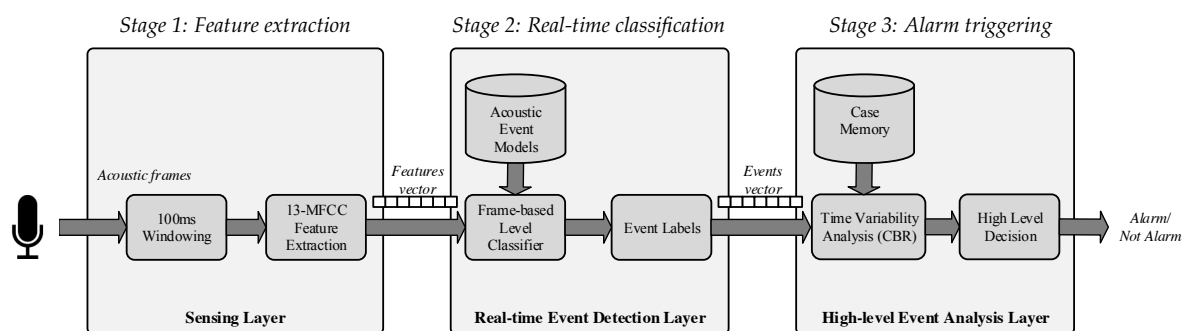 Stage 1: Feature extraction
Stage 2: Real-time classification
Stage 3: Alarm triggering
Acoustic frames
100ms
Windowing
13-MFCC
Feature
Extraction
Sensing Layer
Features
vector
Acoustic
Event
Models
Frame-based
Level
Classifier
Event Labels
Real-time Event Detection Layer
Events
vector
Case
Memory
Time Variability
Analysis (CBR)
High Level
Decision
High-level Event Analysis Layer
Alarm/
Not Alarm